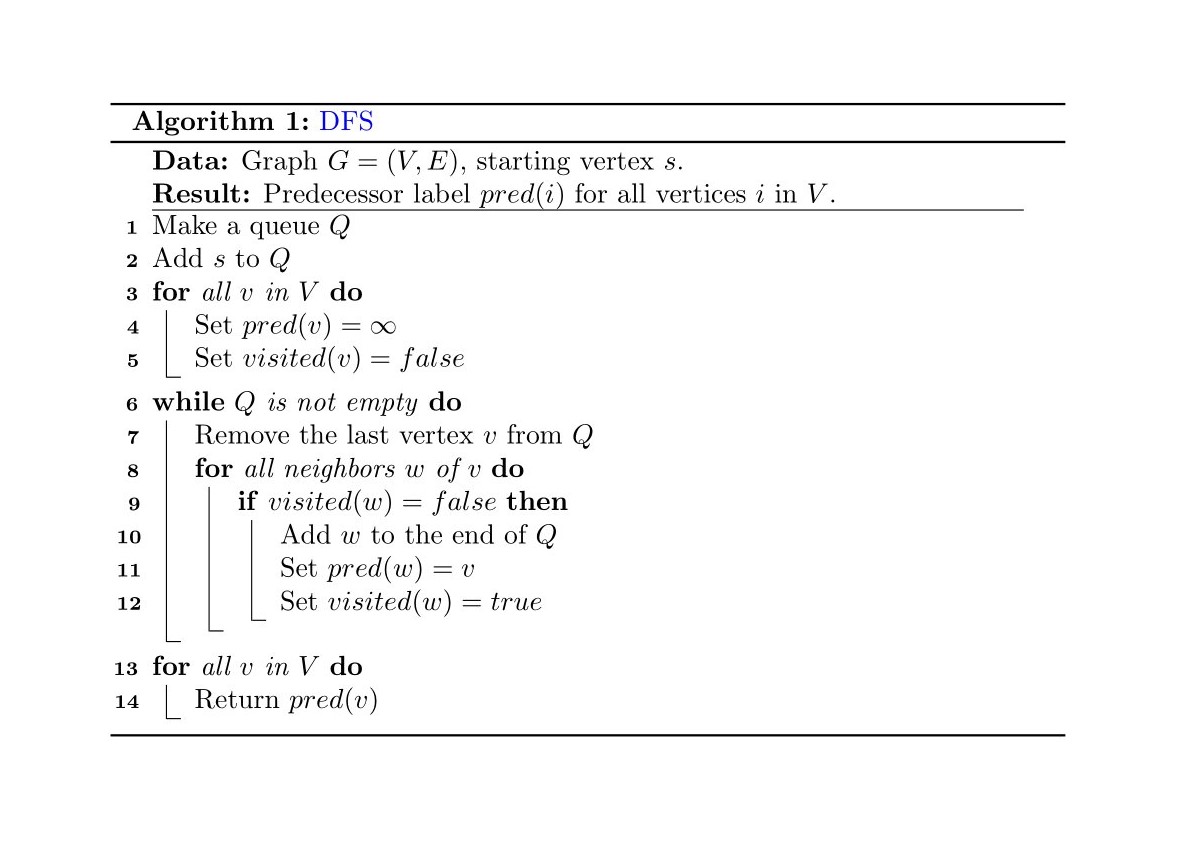 Algorithm 1: DFS
Data: Graph G = (V, E), starting vertex s.
Result: Predecessor label pred(i) for all vertices i in V.
1 Make a queue Q
2 Add s to Q
3 for all v in V do
4 Set pred(v) = ∞
5 Set visited(v) = false
6 while Q is not empty do
7 Remove the last vertex v from Q
8 for all neighbors w of v do
9 if visited(w) = false then
10 Add w to the end of Q
11 Set pred(w) = v
12 Set visited(w) = true
13 for all v in V do
14 Return pred(v)